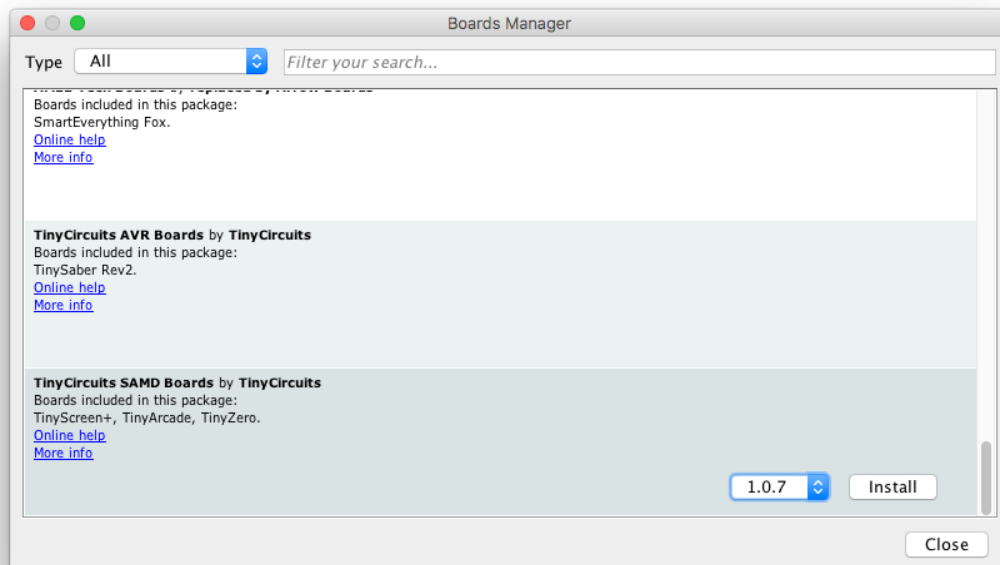 Boards Manager
Type All Filter your search...
Boards included in this package:
SmartEverything Fox.
Online help
More info
TinyCircuits AVR Boards by TinyCircuits
Boards included in this package:
TinySaber Rev2.
Online help
More info
TinyCircuits SAMD Boards by TinyCircuits
Boards included in this package:
TinyScreen+, TinyArcade, TinyZero.
Online help
More info
1.0.7 Install
Close